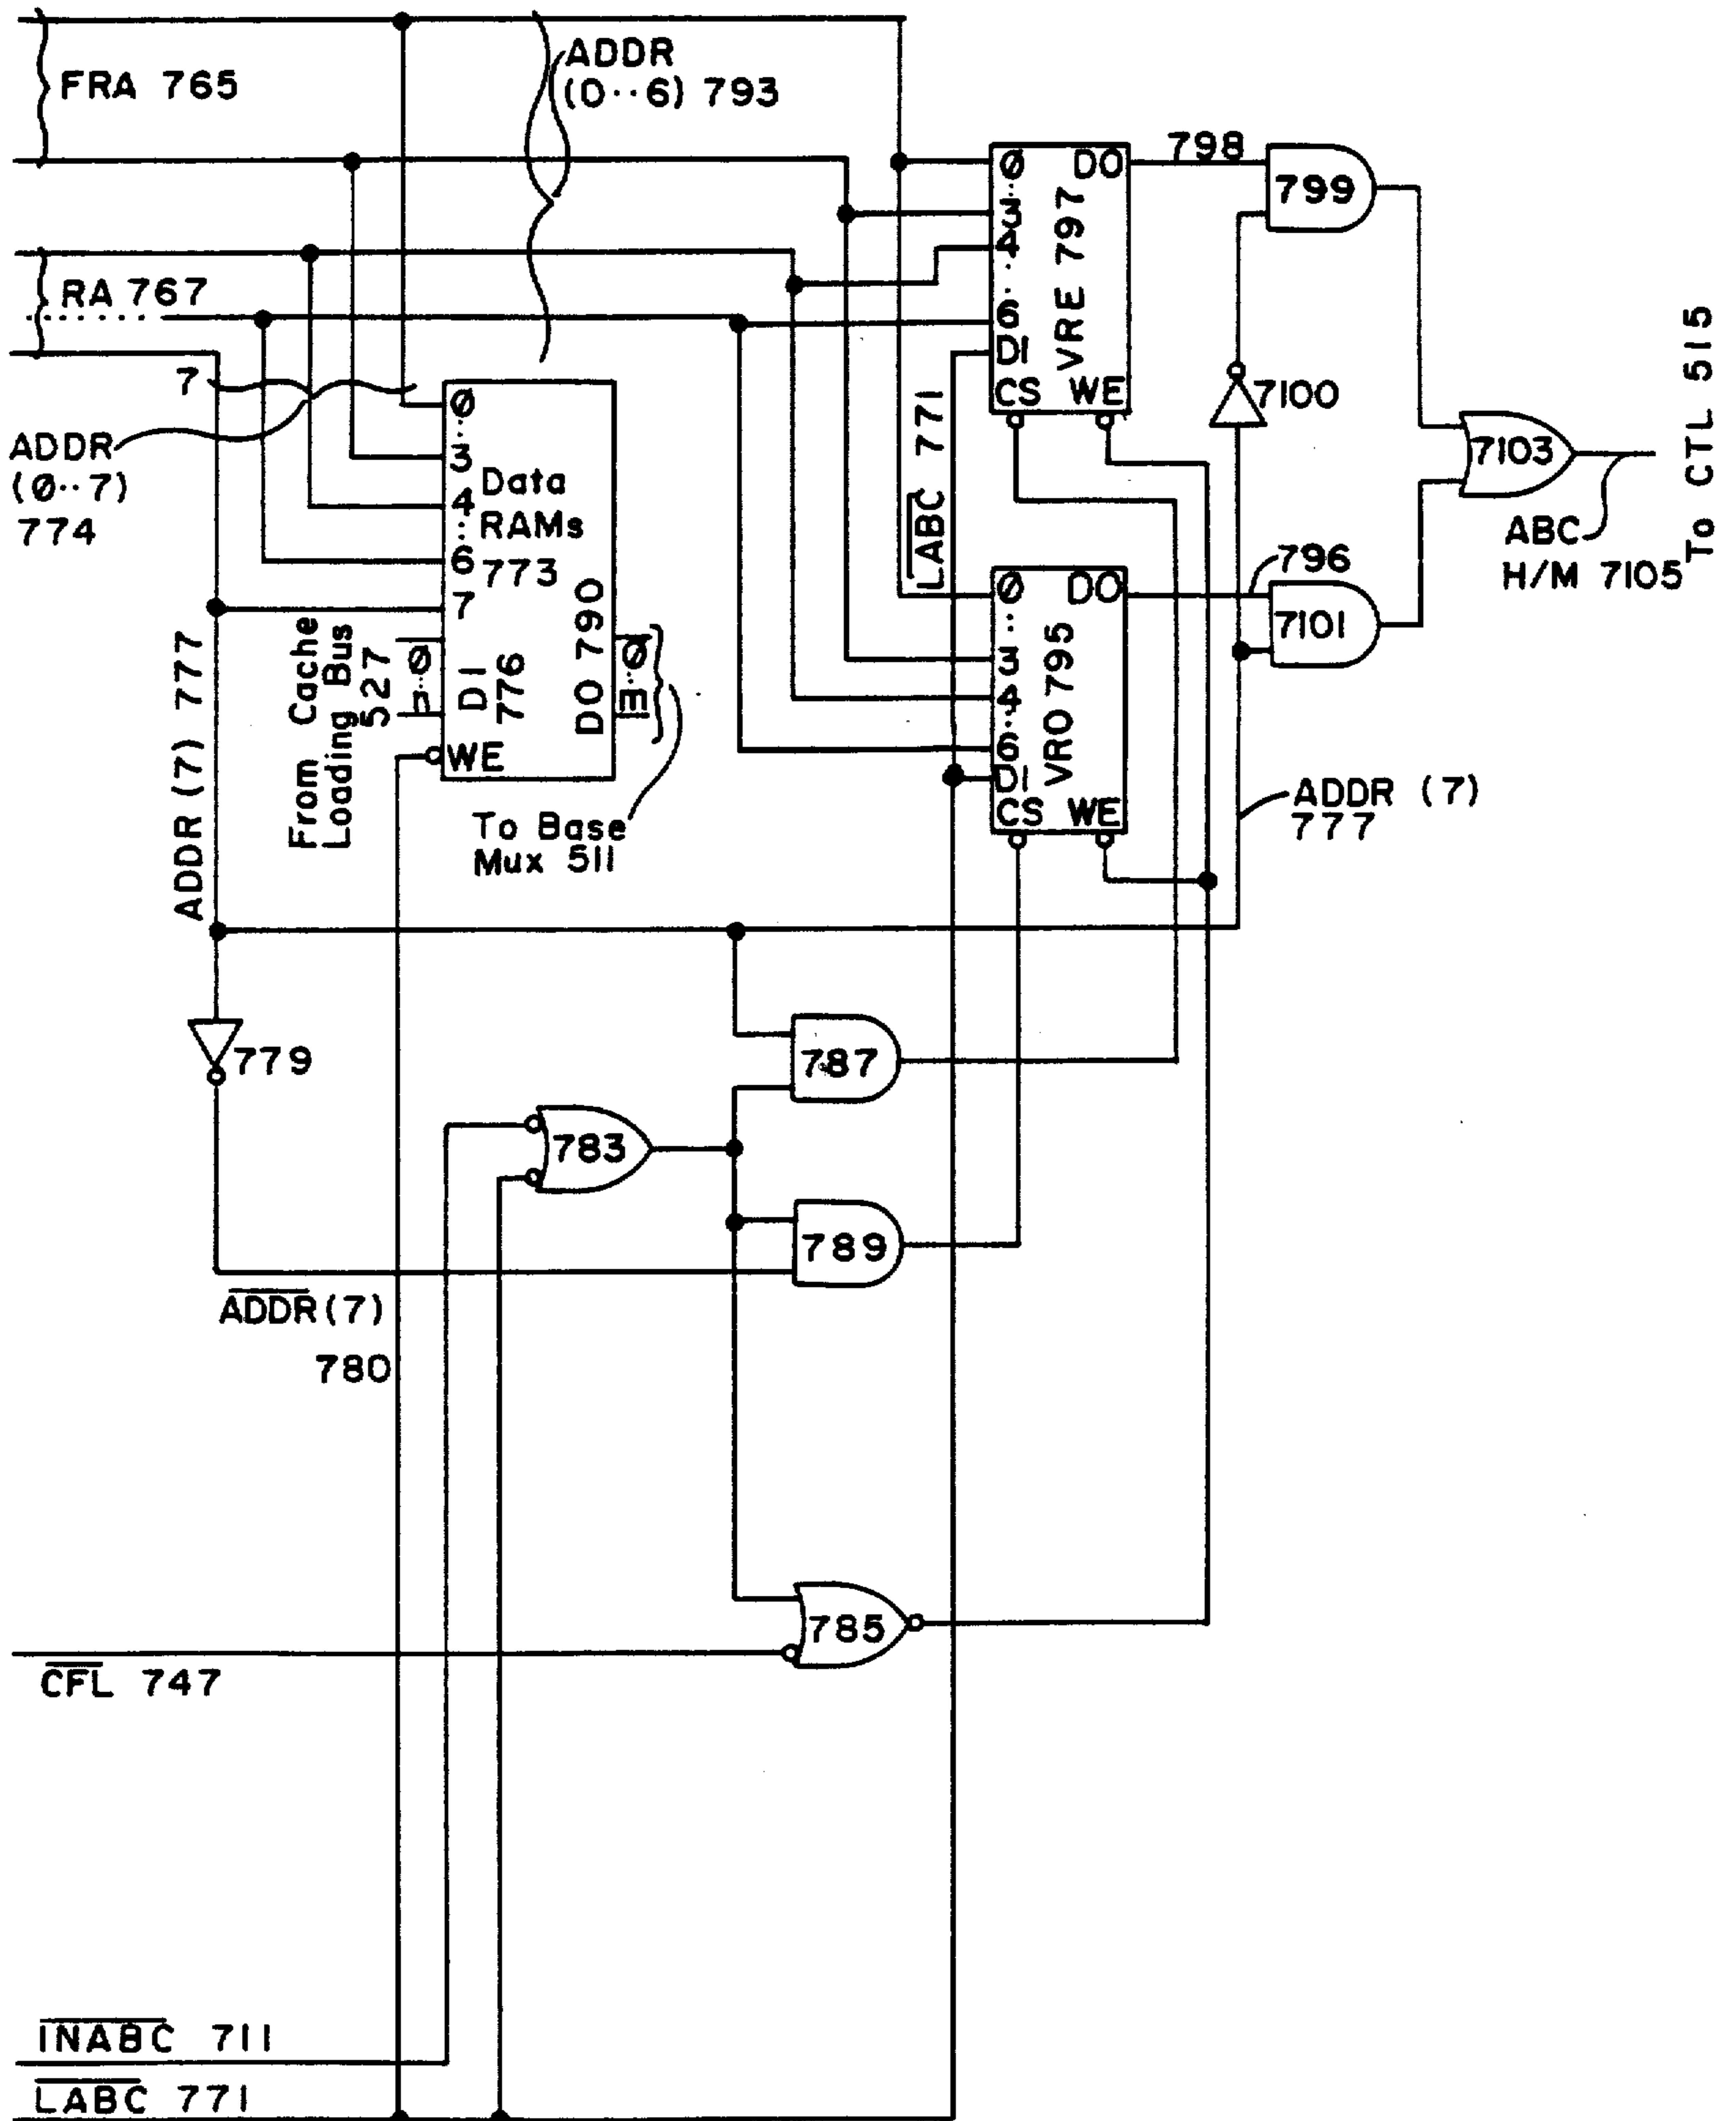 FRA 765
ADDR
(0··6) 793
RA 767
7
ADDR
(Ø··7)
774
Ø
··
3
4
··
6
7
Data
RAMs
773
Ø
··
n
DI
776
DO 790
Ø
··
m
WE
From Cache
Loading Bus
527
To Base
Mux 511
ADDR (7) 777
Ø
··
3
4
··
6
DI
DO
VRE 797
CS WE
798
799
LABC 771
7100
7103
ABC
H/M 7105
To CTL 515
Ø
··
3
4
··
6
DI
DO
VRO 795
CS WE
796
7101
ADDR (7)
777
779
787
783
789
ADDR (7)
780
785
CFL 747
INABC 711
LABC 771